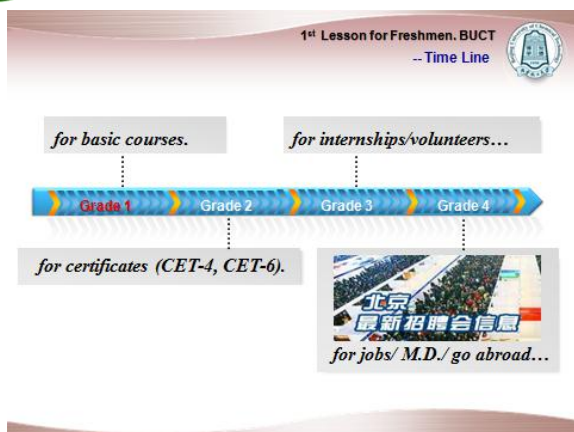 1st Lesson for Freshmen. BUCT
-- Time Line
for basic courses.
for internships/volunteers…
Grade 1
Grade 2
Grade 3
Grade 4
for certificates (CET-4, CET-6).
北京
最新招聘会信息
for jobs/ M.D./ go abroad…